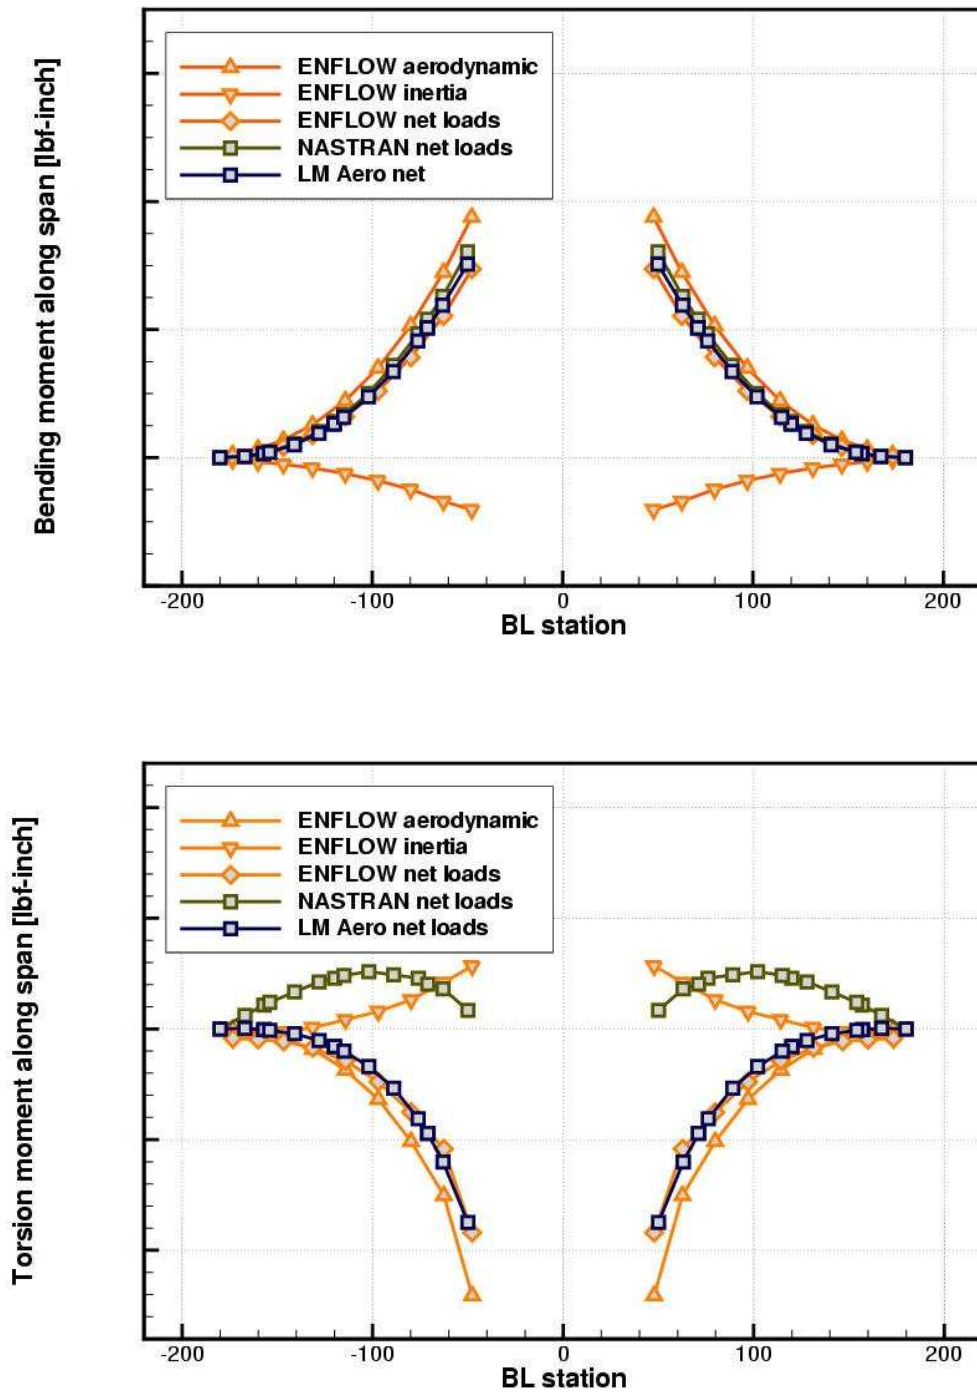 Bending moment along span [lbf-inch]
ENFLOW aerodynamic
ENFLOW inertia
ENFLOW net loads
NASTRAN net loads
LM Aero net
-200 -100 0 100 200
BL station
Torsion moment along span [lbf-inch]
ENFLOW aerodynamic
ENFLOW inertia
ENFLOW net loads
NASTRAN net loads
LM Aero net loads
-200 -100 0 100 200
BL station